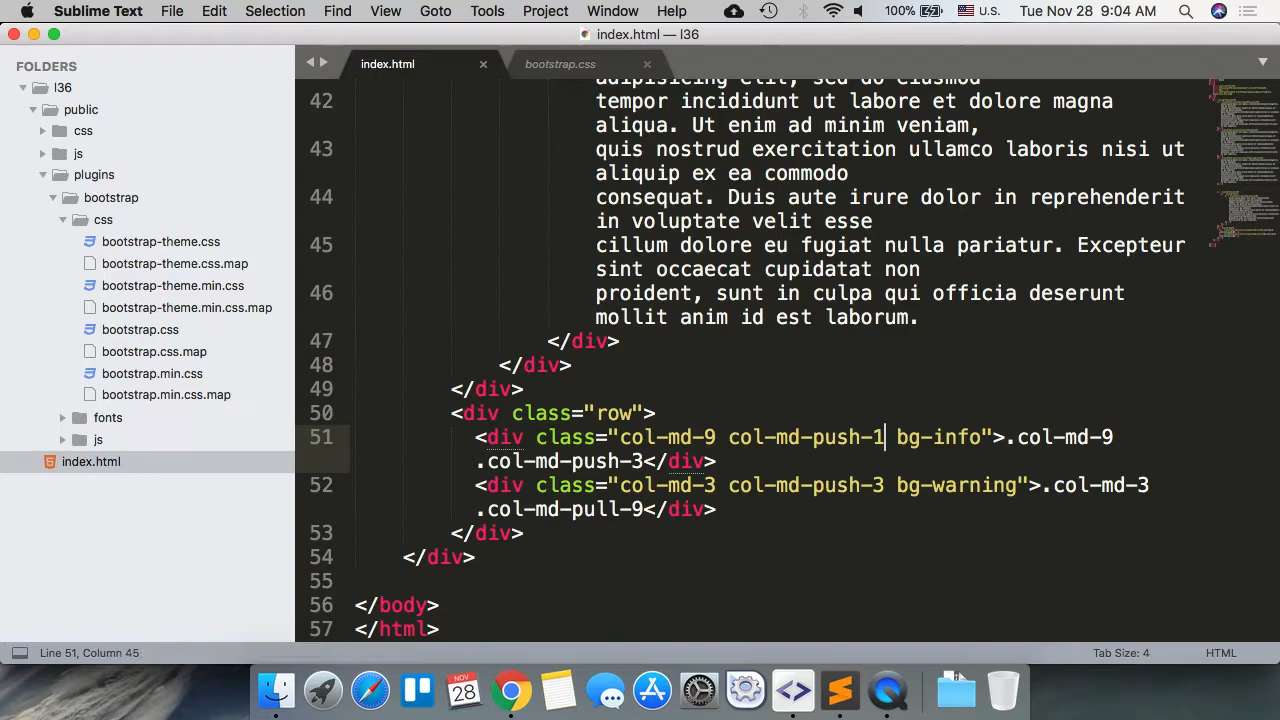 Sublime Text File Edit Selection Find View Goto Tools Project Window Help 100% U.S. Tue Nov 28 9:04 AM
index.html — l36
FOLDERS
l36
public
css
js
plugins
bootstrap
css
bootstrap-theme.css
bootstrap-theme.css.map
bootstrap-theme.min.css
bootstrap-theme.min.css.map
bootstrap.css
bootstrap.css.map
bootstrap.min.css
bootstrap.min.css.map
fonts
js
index.html
index.html bootstrap.css
adipisicing elit, sed do eiusmod
42 tempor incididunt ut labore et dolore magna
aliqua. Ut enim ad minim veniam,
43 quis nostrud exercitation ullamco laboris nisi ut
aliquip ex ea commodo
44 consequat. Duis aute irure dolor in reprehenderit
in voluptate velit esse
45 cillum dolore eu fugiat nulla pariatur. Excepteur
sint occaecat cupidatat non
46 proident, sunt in culpa qui officia deserunt
mollit anim id est laborum.
47 </div>
48 </div>
49 </div>
50 <div class="row">
51 <div class="col-md-9 col-md-push-1 bg-info">.col-md-9
.col-md-push-3</div>
52 <div class="col-md-3 col-md-push-3 bg-warning">.col-md-3
.col-md-pull-9</div>
53 </div>
54 </div>
55
56 </body>
57 </html>
Line 51, Column 45 Tab Size: 4 HTML
NOV
28